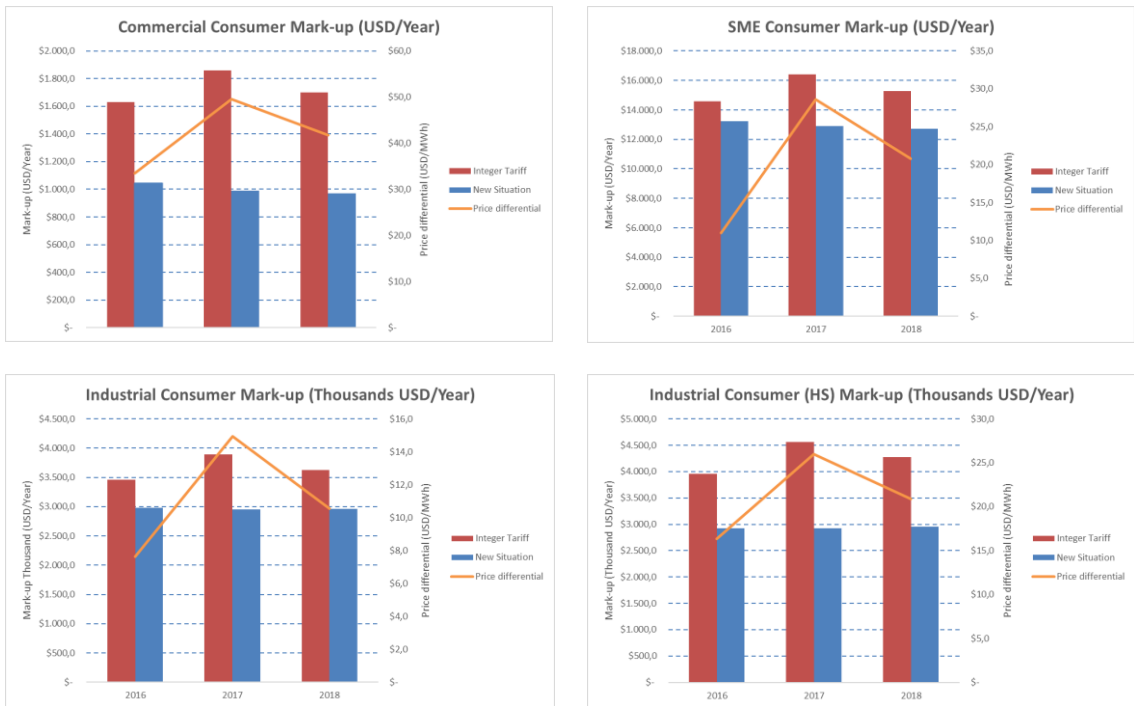 Commercial Consumer Mark-up (USD/Year)
$2.000,0
$1.800,0
$1.600,0
$1.400,0
$1.200,0
$1.000,0
$800,0
$600,0
$400,0
$200,0
$-
Mark-up (USD/Year)
$60,0
$50,0
$40,0
$30,0
$20,0
$10,0
$-
Price differential (USD/MWh)
Integer Tariff
New Situation
Price differential
SME Consumer Mark-up (USD/Year)
$18.000,0
$16.000,0
$14.000,0
$12.000,0
$10.000,0
$8.000,0
$6.000,0
$4.000,0
$2.000,0
$-
Mark-up (USD/Year)
2016 2017 2018
$35,0
$30,0
$25,0
$20,0
$15,0
$10,0
$5,0
$-
Price differential (USD/MWh)
Integer Tariff
New Situation
Price differential
Industrial Consumer Mark-up (Thousands USD/Year)
$4.500,0
$4.000,0
$3.500,0
$3.000,0
$2.500,0
$2.000,0
$1.500,0
$1.000,0
$500,0
$-
Mark-up Thousand (USD/Year)
2016 2017 2018
$16,0
$14,0
$12,0
$10,0
$8,0
$6,0
$4,0
$2,0
$-
Price differential (USD/MWh)
Integer Tariff
New Situation
Price differential
Industrial Consumer (HS) Mark-up (Thousands USD/Year)
$5.000,0
$4.500,0
$4.000,0
$3.500,0
$3.000,0
$2.500,0
$2.000,0
$1.500,0
$1.000,0
$500,0
$-
Mark-up (Thousand USD/Year)
2016 2017 2018
$30,0
$25,0
$20,0
$15,0
$10,0
$5,0
$-
Price differential (USD/MWh)
Integer Tariff
New Situation
Price differential